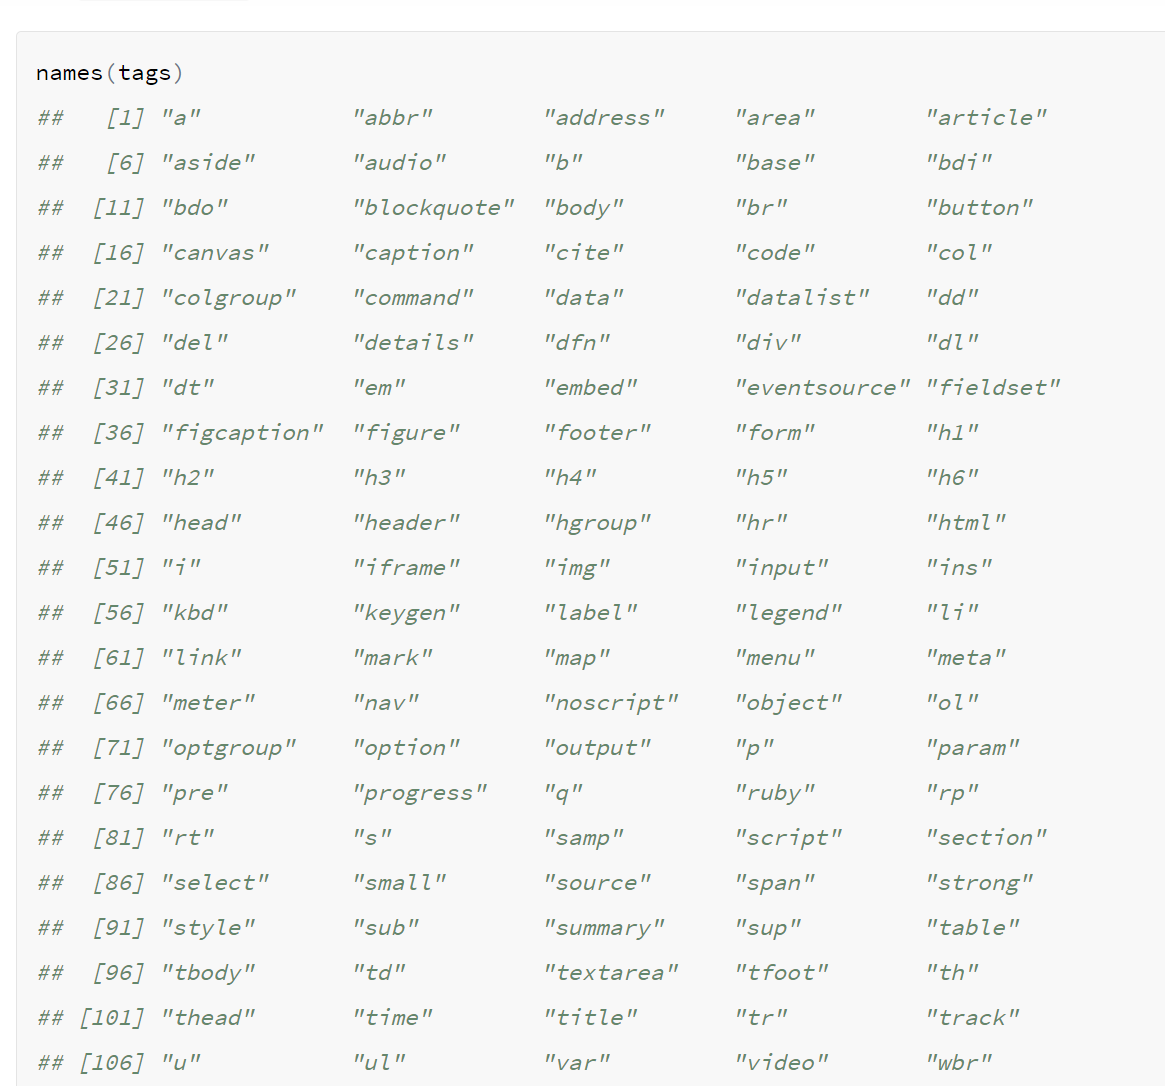 names(tags)
##   [1] "a"           "abbr"        "address"     "area"        "article"
##   [6] "aside"       "audio"       "b"           "base"        "bdi"
##  [11] "bdo"         "blockquote"  "body"        "br"          "button"
##  [16] "canvas"      "caption"     "cite"        "code"        "col"
##  [21] "colgroup"    "command"     "data"        "datalist"    "dd"
##  [26] "del"         "details"     "dfn"         "div"         "dl"
##  [31] "dt"          "em"          "embed"       "eventsource" "fieldset"
##  [36] "figcaption"  "figure"      "footer"      "form"        "h1"
##  [41] "h2"          "h3"          "h4"          "h5"          "h6"
##  [46] "head"        "header"      "hgroup"      "hr"          "html"
##  [51] "i"           "iframe"      "img"         "input"       "ins"
##  [56] "kbd"         "keygen"      "label"       "legend"      "li"
##  [61] "link"        "mark"        "map"         "menu"        "meta"
##  [66] "meter"       "nav"         "noscript"    "object"      "ol"
##  [71] "optgroup"    "option"      "output"      "p"           "param"
##  [76] "pre"         "progress"    "q"           "ruby"        "rp"
##  [81] "rt"          "s"           "samp"        "script"      "section"
##  [86] "select"      "small"       "source"      "span"        "strong"
##  [91] "style"       "sub"         "summary"     "sup"         "table"
##  [96] "tbody"       "td"          "textarea"    "tfoot"       "th"
## [101] "thead"       "time"        "title"       "tr"          "track"
## [106] "u"           "ul"          "var"         "video"       "wbr"